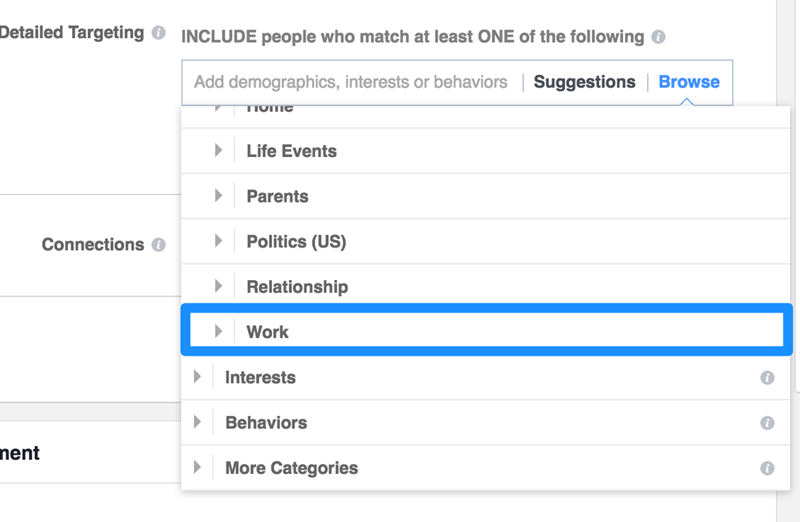 Detailed Targeting
INCLUDE people who match at least ONE of the following
Add demographics, interests or behaviors | Suggestions | Browse
Home
Life Events
Parents
Politics (US)
Connections
Relationship
Work
Interests
Behaviors
ment
More Categories